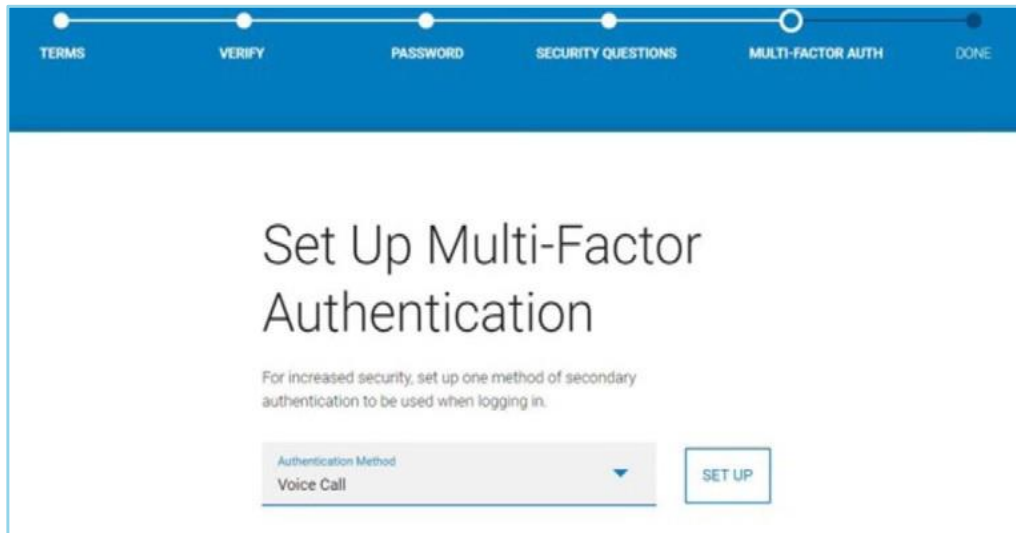 TERMS VERIFY PASSWORD SECURITY QUESTIONS MULTI-FACTOR AUTH DONE
Set Up Multi-Factor
Authentication
For increased security, set up one method of secondary
authentication to be used when logging in.
Authentication Method
Voice Call
SET UP